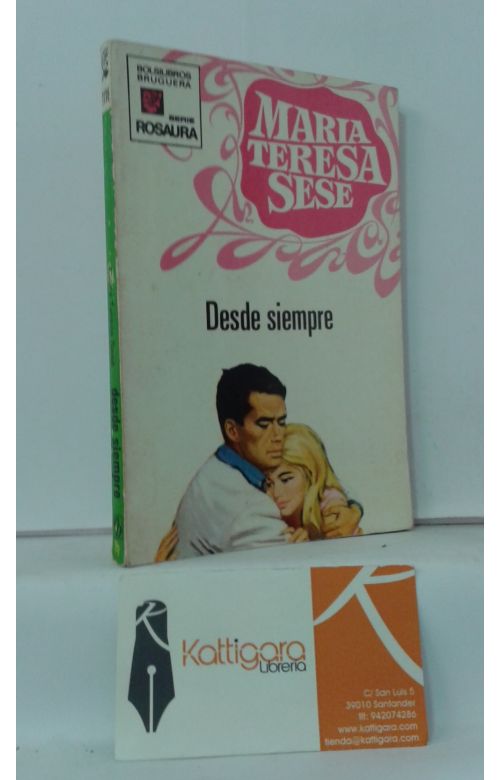 BOLSILIBROS
BRUGUERA
SERIE
ROSAURA
MARIA
TERESA
SESE
Desde siempre
desde siempre
Kattigara
Librería
C/ San Luis 5
39010 Santander
tlf: 942074286
www.kattigara.com
tienda@kattigara.com